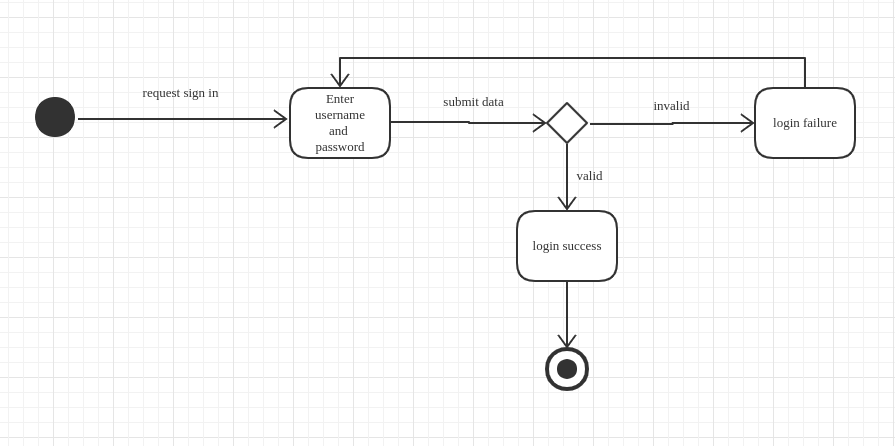 request sign in
Enter
username
and
password
submit data
invalid
login failure
valid
login success